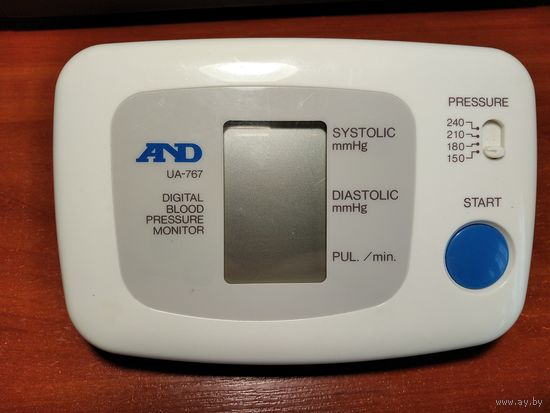 AND
UA-767
DIGITAL
BLOOD
PRESSURE
MONITOR
SYSTOLIC
mmHg
DIASTOLIC
mmHg
PUL. /min.
PRESSURE
240
210
180
150
START
www.ay.by